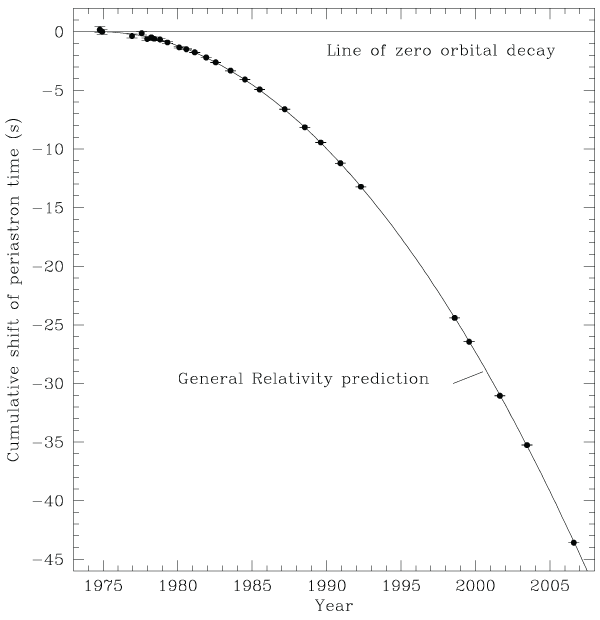 Line of zero orbital decay
General Relativity prediction
Cumulative shift of periastron time (s)
0
−5
−10
−15
−20
−25
−30
−35
−40
−45
1975 1980 1985 1990 1995 2000 2005
Year